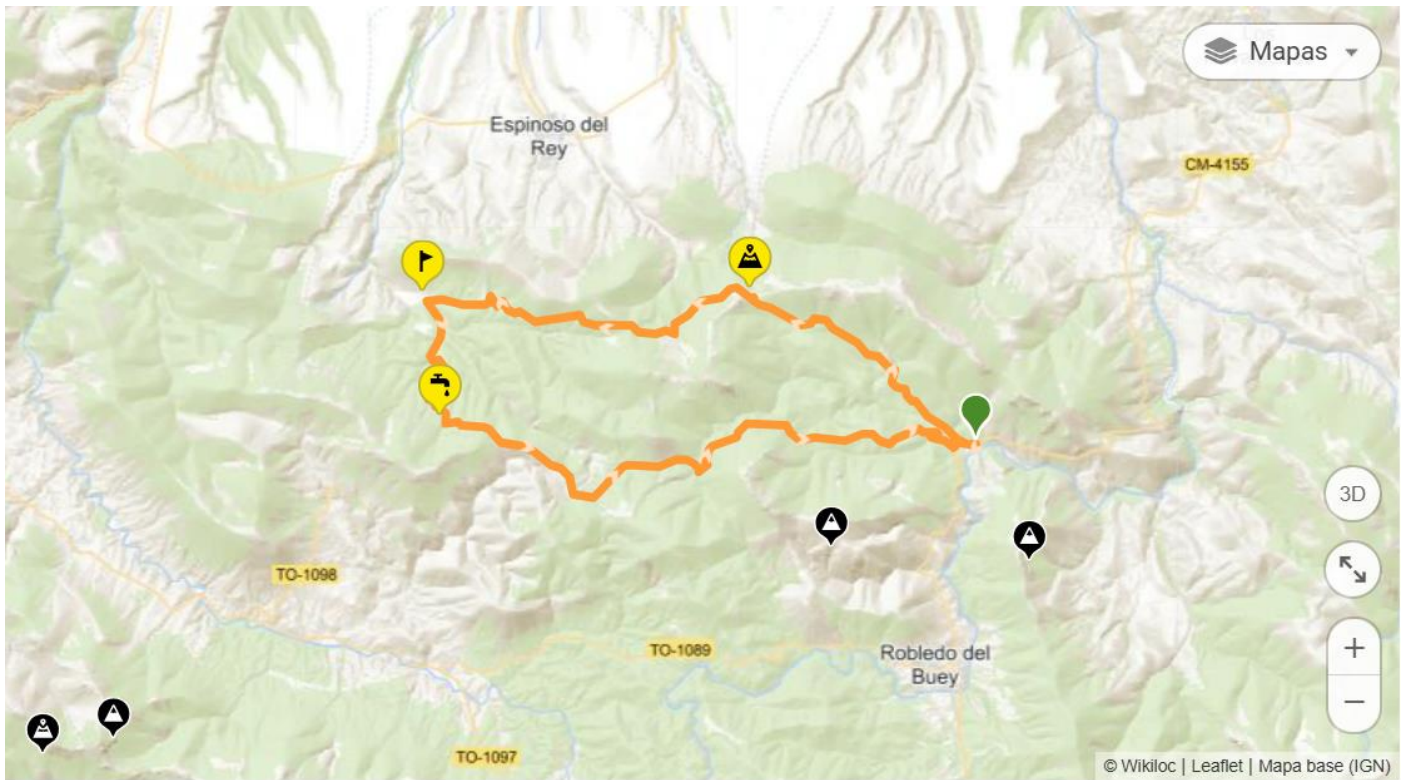 Mapas
Espinoso del
Rey
CM-4155
3D
TO-1098
TO-1089
Robledo del
Buey
+
−
TO-1097
© Wikiloc | Leaflet | Mapa base (IGN)